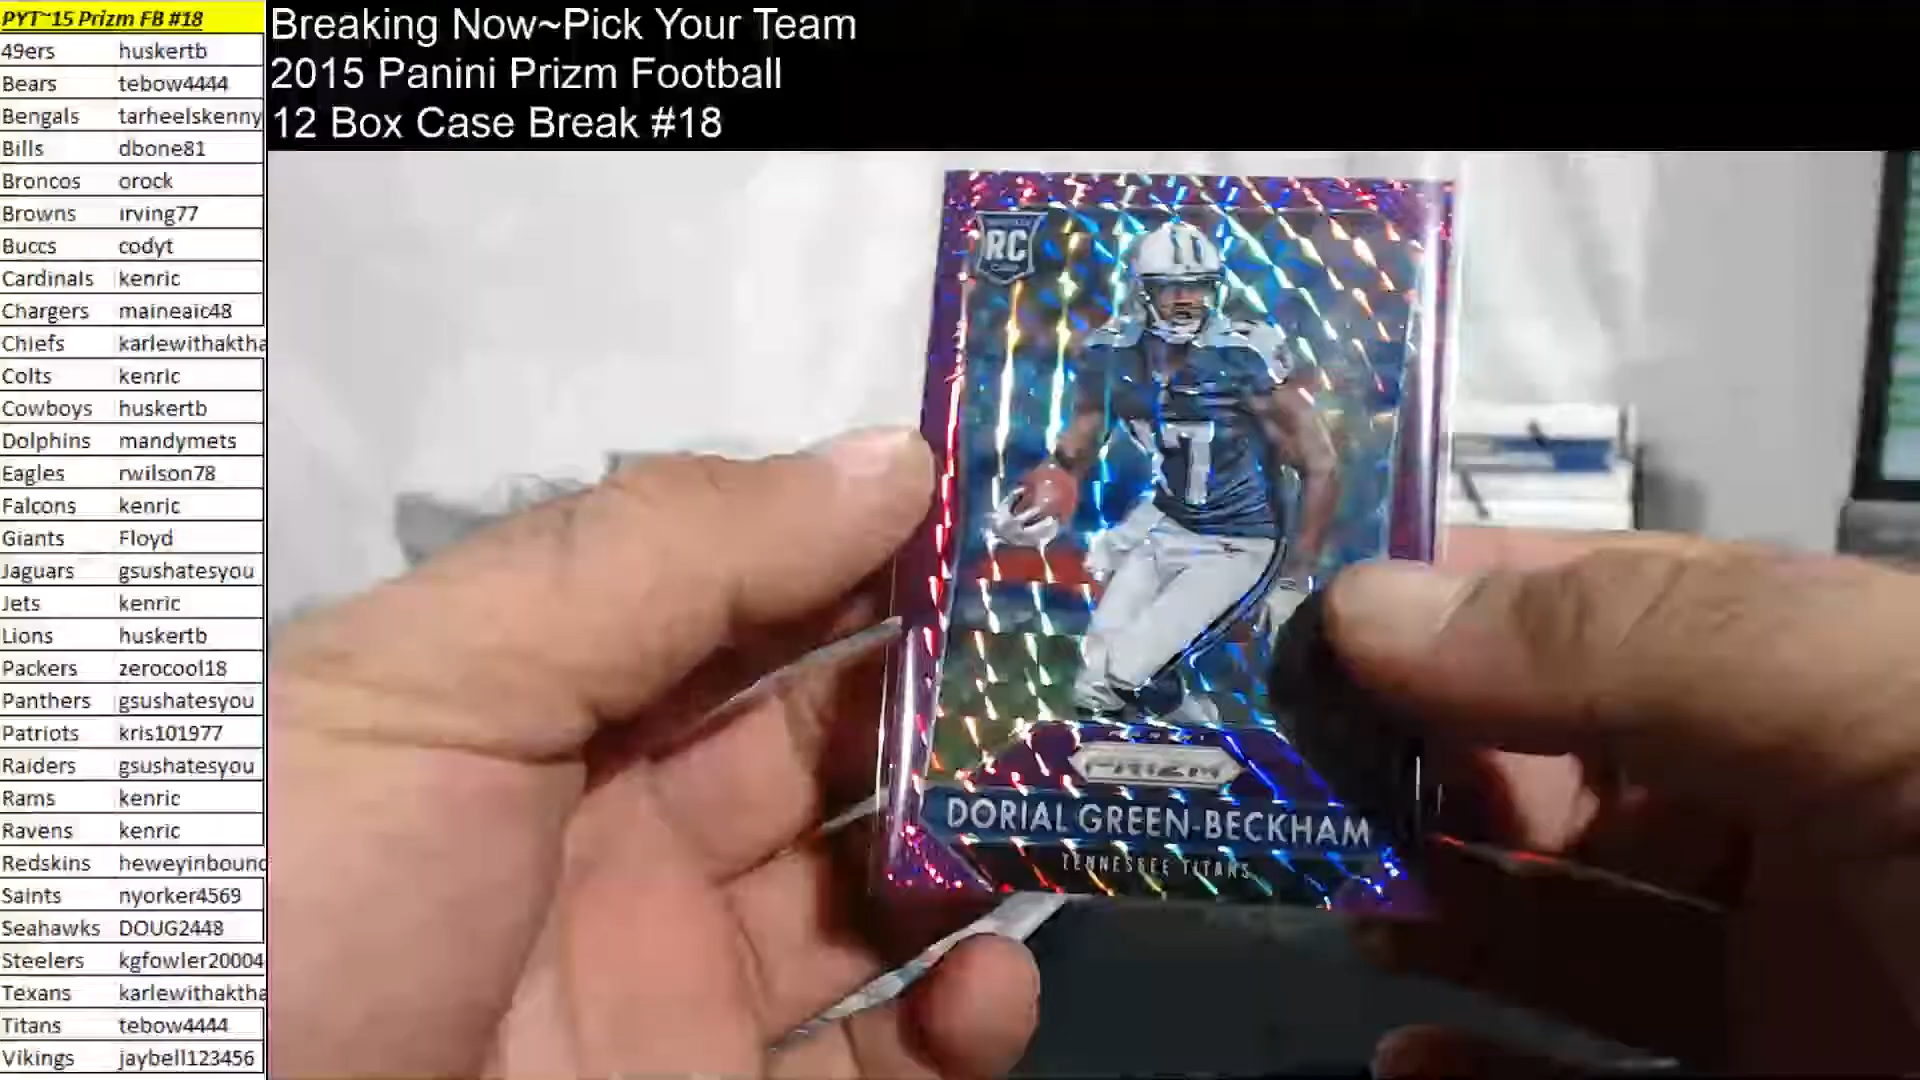 PYT~15 Prizm FB #18
49ers huskertb
Bears tebow4444
Bengals tarheelskenny
Bills dbone81
Broncos orock
Browns irving77
Buccs codyt
Cardinals kenric
Chargers maineaic48
Chiefs karlewithaktha
Colts kenric
Cowboys huskertb
Dolphins mandymets
Eagles rwilson78
Falcons kenric
Giants Floyd
Jaguars gsushatesyou
Jets kenric
Lions huskertb
Packers zerocool18
Panthers gsushatesyou
Patriots kris101977
Raiders gsushatesyou
Rams kenric
Ravens kenric
Redskins heweyinbound
Saints nyorker4569
Seahawks DOUG2448
Steelers kgfowler20004
Texans karlewithaktha
Titans tebow4444
Vikings jaybell123456
Breaking Now~Pick Your Team
2015 Panini Prizm Football
12 Box Case Break #18
RC
17
PANINI
PRIZM
DORIAL GREEN-BECKHAM
TENNESSEE TITANS